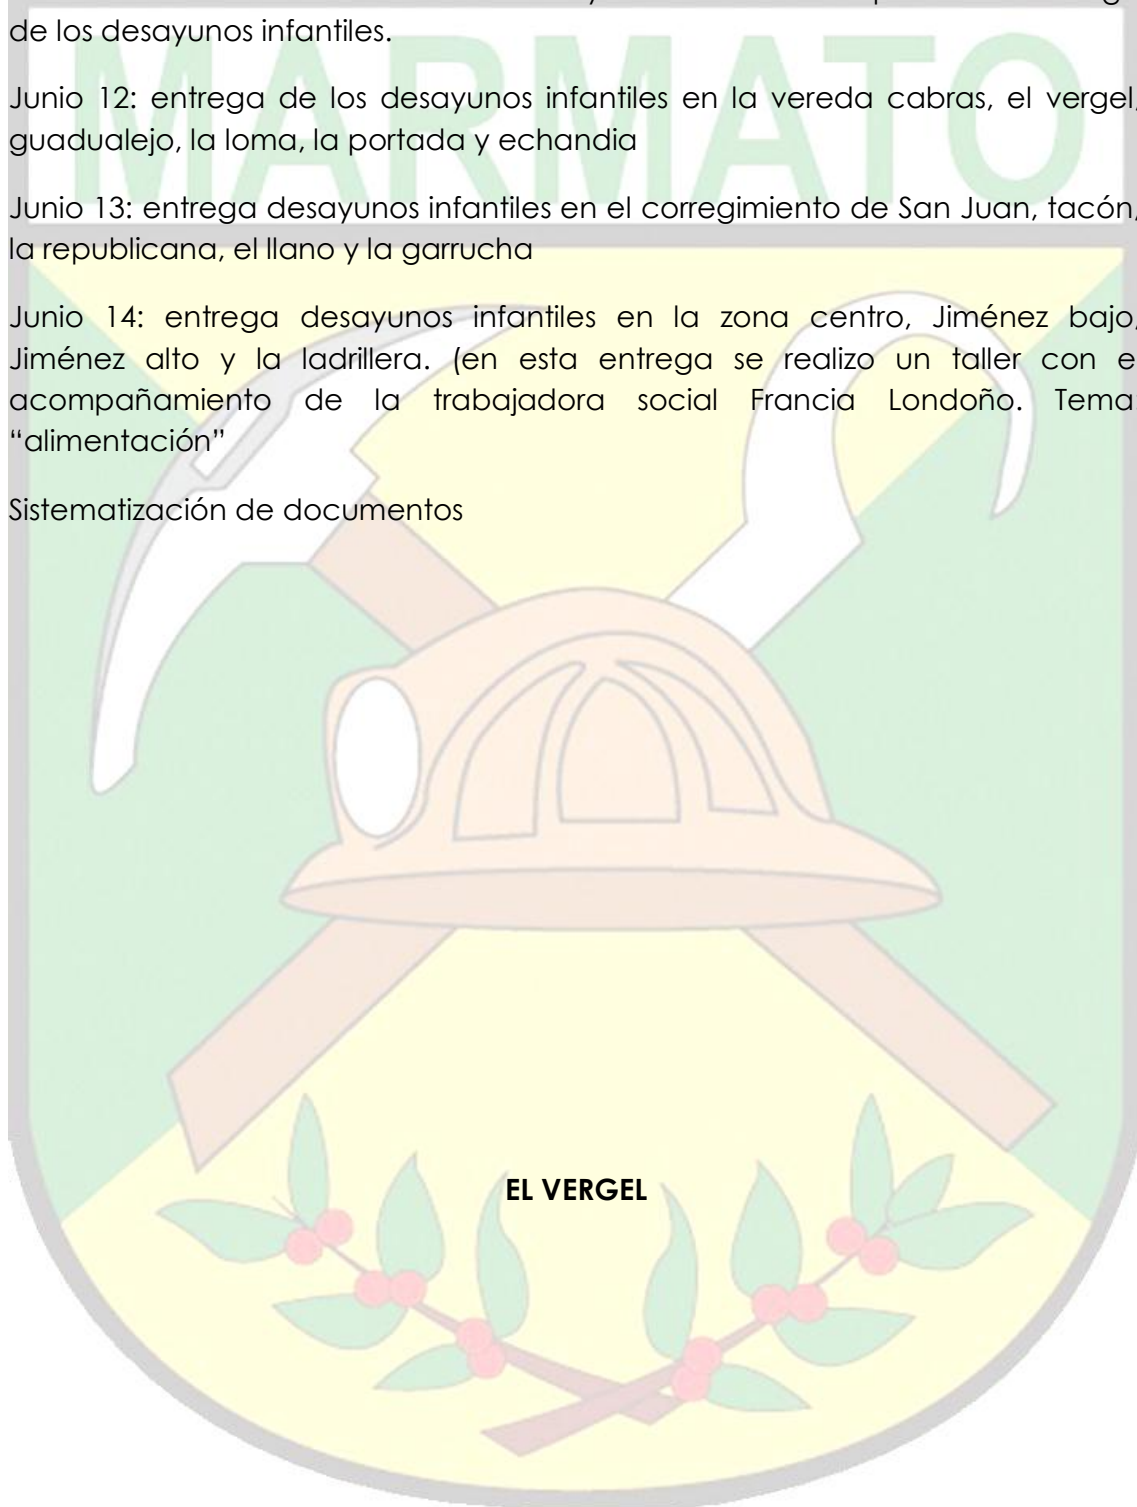 MARMATO
de los desayunos infantiles.
Junio 12: entrega de los desayunos infantiles en la vereda cabras, el vergel,
guadualejo, la loma, la portada y echandia
Junio 13: entrega desayunos infantiles en el corregimiento de San Juan, tacón,
la republicana, el llano y la garrucha
Junio 14: entrega desayunos infantiles en la zona centro, Jiménez bajo,
Jiménez alto y la ladrillera. (en esta entrega se realizo un taller con e
acompañamiento de la trabajadora social Francia Londoño. Tema:
“alimentación”
Sistematización de documentos
EL VERGEL